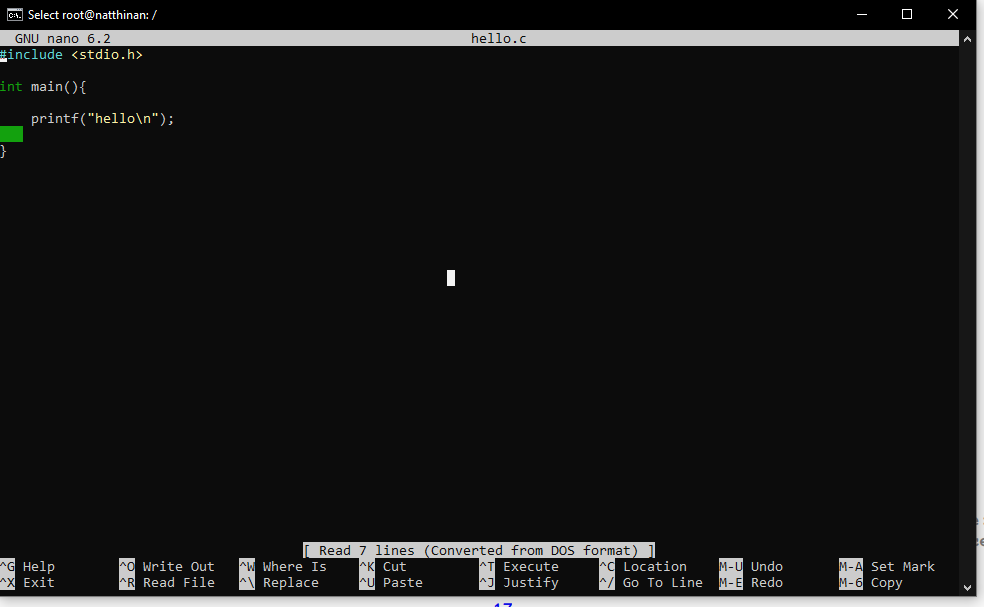 Select root@natthinan: /
GNU nano 6.2 hello.c
#include <stdio.h>
int main(){
printf("hello\n");
}
[ Read 7 lines (Converted from DOS format) ]
^G Help ^O Write Out ^W Where Is ^K Cut ^T Execute ^C Location M-U Undo M-A Set Mark
^X Exit ^R Read File ^\ Replace ^U Paste ^J Justify ^/ Go To Line M-E Redo M-6 Copy